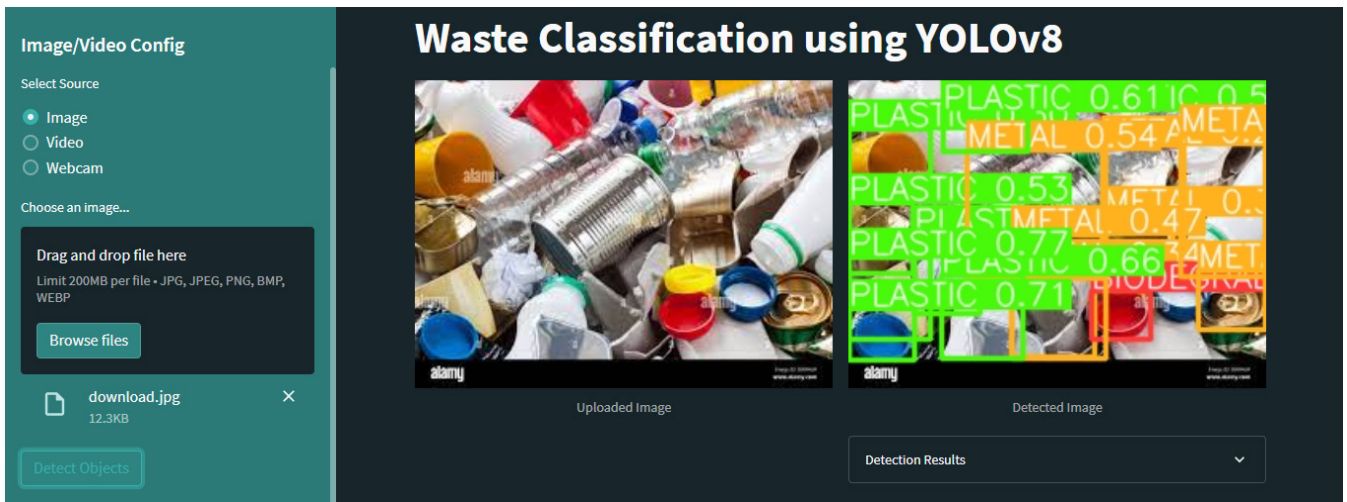 Image/Video Config
Select Source
Image
Video
Webcam
Choose an image...
Drag and drop file here
Limit 200MB per file • JPG, JPEG, PNG, BMP,
WEBP
Browse files
download.jpg
12.3KB
Detect Objects
Waste Classification using YOLOv8
alamy
alamy
Uploaded Image
PLASTIC 0.61
METAL 0.54
PLASTIC 0.53
METAL 0.47
PLASTIC 0.77
PLASTIC 0.66
PLASTIC 0.71
alamy
Detected Image
Detection Results